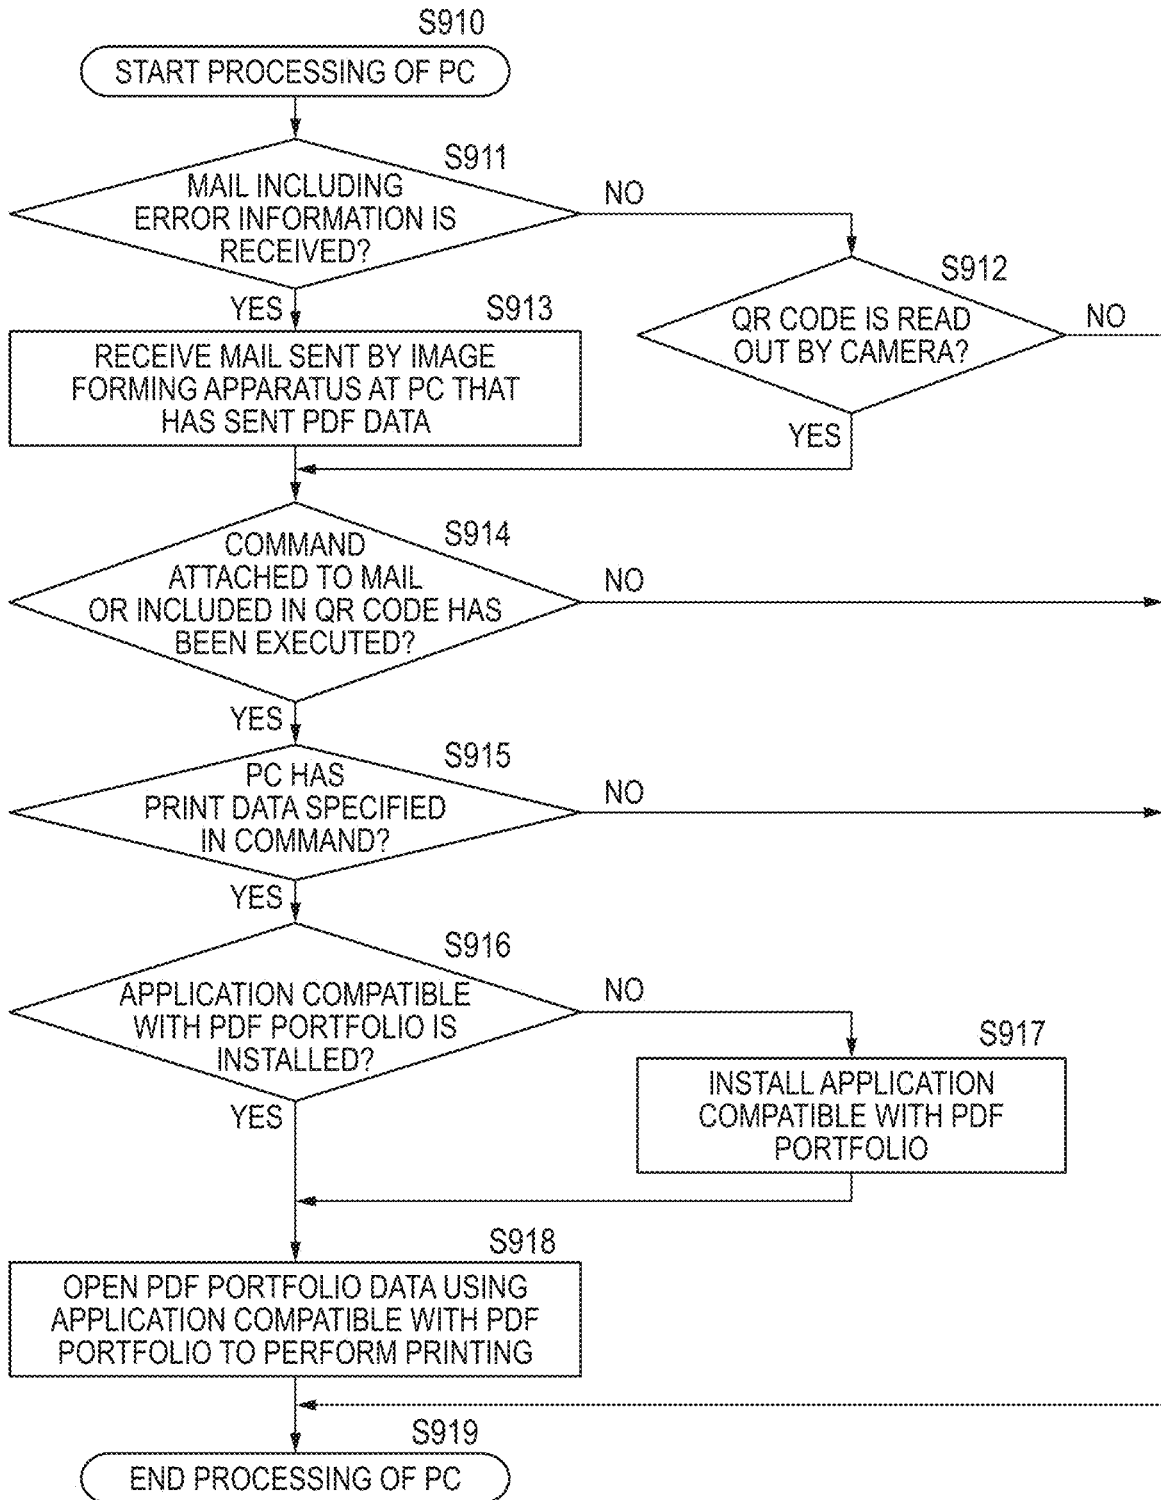 S910
START PROCESSING OF PC
S911
MAIL INCLUDING
ERROR INFORMATION IS
RECEIVED?
NO
YES
S912
QR CODE IS READ
OUT BY CAMERA?
NO
YES
S913
RECEIVE MAIL SENT BY IMAGE
FORMING APPARATUS AT PC THAT
HAS SENT PDF DATA
S914
COMMAND
ATTACHED TO MAIL
OR INCLUDED IN QR CODE HAS
BEEN EXECUTED?
NO
YES
S915
PC HAS
PRINT DATA SPECIFIED
IN COMMAND?
NO
YES
S916
APPLICATION COMPATIBLE
WITH PDF PORTFOLIO IS
INSTALLED?
NO
YES
S917
INSTALL APPLICATION
COMPATIBLE WITH PDF
PORTFOLIO
S918
OPEN PDF PORTFOLIO DATA USING
APPLICATION COMPATIBLE WITH PDF
PORTFOLIO TO PERFORM PRINTING
S919
END PROCESSING OF PC